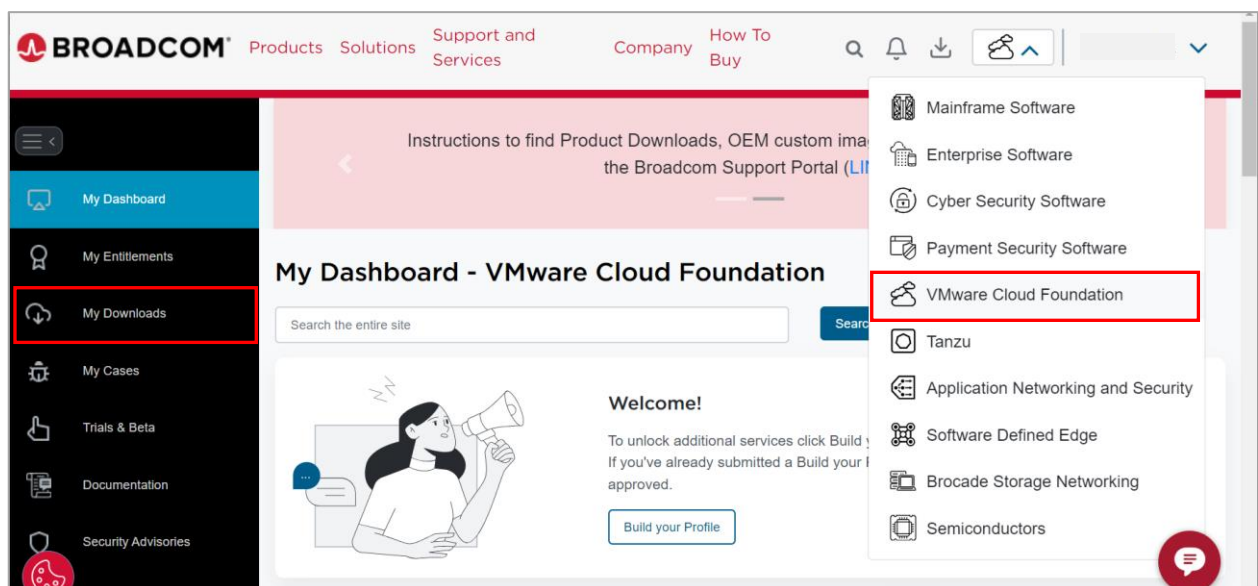 BROADCOM®
Products
Solutions
Support and
Services
Company
How To
Buy
Mainframe Software
Enterprise Software
Cyber Security Software
Payment Security Software
VMware Cloud Foundation
Tanzu
Application Networking and Security
Software Defined Edge
Brocade Storage Networking
Semiconductors
My Dashboard
My Entitlements
My Downloads
My Cases
Trials & Beta
Documentation
Security Advisories
Instructions to find Product Downloads, OEM custom ima
the Broadcom Support Portal (LI
My Dashboard - VMware Cloud Foundation
Search the entire site
Searc
Welcome!
To unlock additional services click Build
If you've already submitted a Build your
approved.
Build your Profile